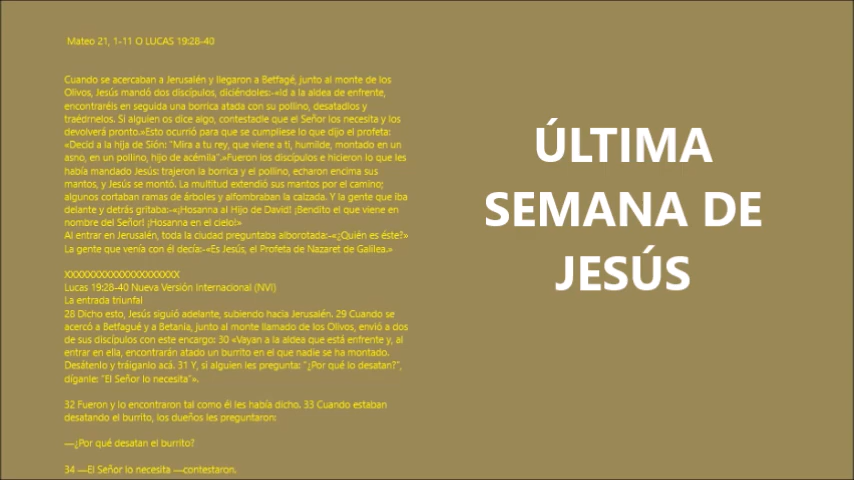 Mateo 21, 1-11 O LUCAS 19:28-40
Cuando se acercaban a Jerusalén y llegaron a Betfagé, junto al monte de los
Olivos, Jesús mandó dos discípulos, diciéndoles:-«Id a la aldea de enfrente,
encontraréis en seguida una borrica atada con su pollino, desatadlos y
traédmelos. Si alguien os dice algo, contestadle que el Señor los necesita y los
devolverá pronto.»Esto ocurrió para que se cumpliese lo que dijo el profeta:
«Decid a la hija de Sión: "Mira a tu rey, que viene a ti, humilde, montado en un
asno, en un pollino, hijo de acémila".»Fueron los discípulos e hicieron lo que les
había mandado Jesús: trajeron la borrica y el pollino, echaron encima sus
mantos, y Jesús se montó. La multitud extendió sus mantos por el camino;
algunos cortaban ramas de árboles y alfombraban la calzada. Y la gente que iba
delante y detrás gritaba:-«¡Hosanna al Hijo de David! ¡Bendito el que viene en
nombre del Señor! ¡Hosanna en el cielo!»
Al entrar en Jerusalén, toda la ciudad preguntaba alborotada:-«¿Quién es éste?»
La gente que venía con él decía:-«Es Jesús, el Profeta de Nazaret de Galilea.»
XXXXXXXXXXXXXXXXXXXX
Lucas 19:28-40 Nueva Versión Internacional (NVI)
La entrada triunfal
28 Dicho esto, Jesús siguió adelante, subiendo hacia Jerusalén. 29 Cuando se
acercó a Betfagué y a Betania, junto al monte llamado de los Olivos, envió a dos
de sus discípulos con este encargo: 30 «Vayan a la aldea que está enfrente y, al
entrar en ella, encontrarán atado un burrito en el que nadie se ha montado.
Desátenlo y tráiganlo acá. 31 Y, si alguien les pregunta: "¿Por qué lo desatan?",
díganle: "El Señor lo necesita"».
32 Fueron y lo encontraron tal como él les había dicho. 33 Cuando estaban
desatando el burrito, los dueños les preguntaron:
—¿Por qué desatan el burrito?
34 —El Señor lo necesita —contestaron.
ÚLTIMA
SEMANA DE
JESÚS